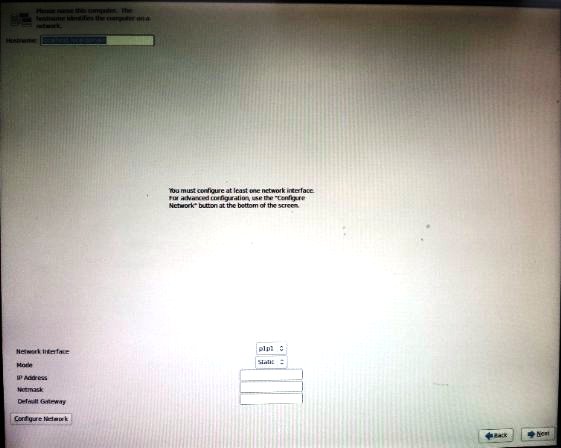 Please name this computer. The
hostname identifies the computer on a
network.
Hostname:
You must configure at least one network interface.
For advanced configuration, use the "Configure
Network" button at the bottom of the screen.
Network Interface p1p1
Mode Static
IP Address
Netmask
Default Gateway
Configure Network
Back Next